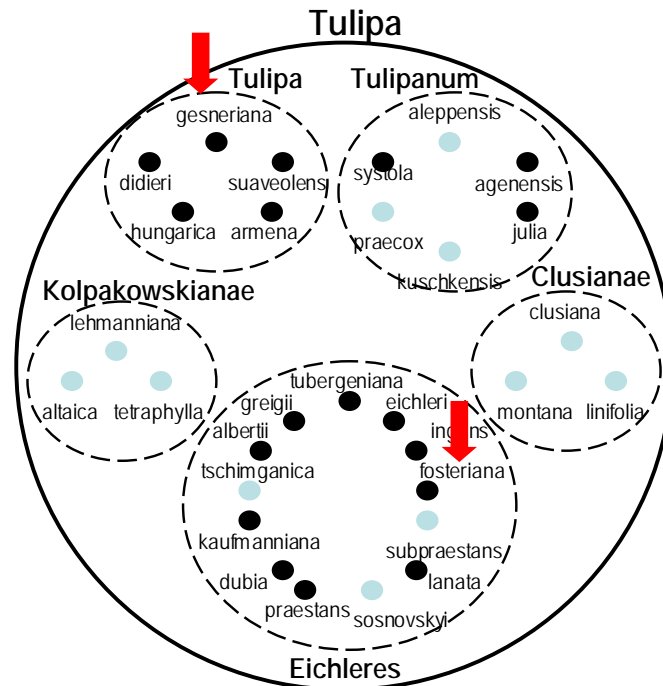 Tulipa
Tulipa
Tulipanum
gesneriana
didieri
suaveolens
hungarica
armena
aleppensis
systola
agenensis
praecox
julia
kuschkensis
Kolpakowskianae
lehmanniana
altaica
tetraphylla
Clusianae
clusiana
montana
linifolia
tubergeniana
greigii
eichleri
albertii
tschimganica
fosteriana
kaufmanniana
subpraestans
dubia
lanata
praestans
sosnovskyi
Eichleres